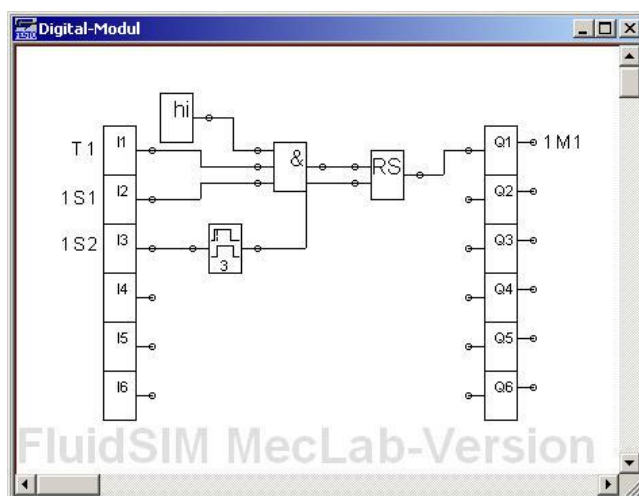 FESTO Digital-Modul
hi
T1 I1 & RS Q1 1M1
1S1 I2 Q2
1S2 I3 3 Q3
I4 Q4
I5 Q5
I6 Q6
FluidSIM MecLab-Version